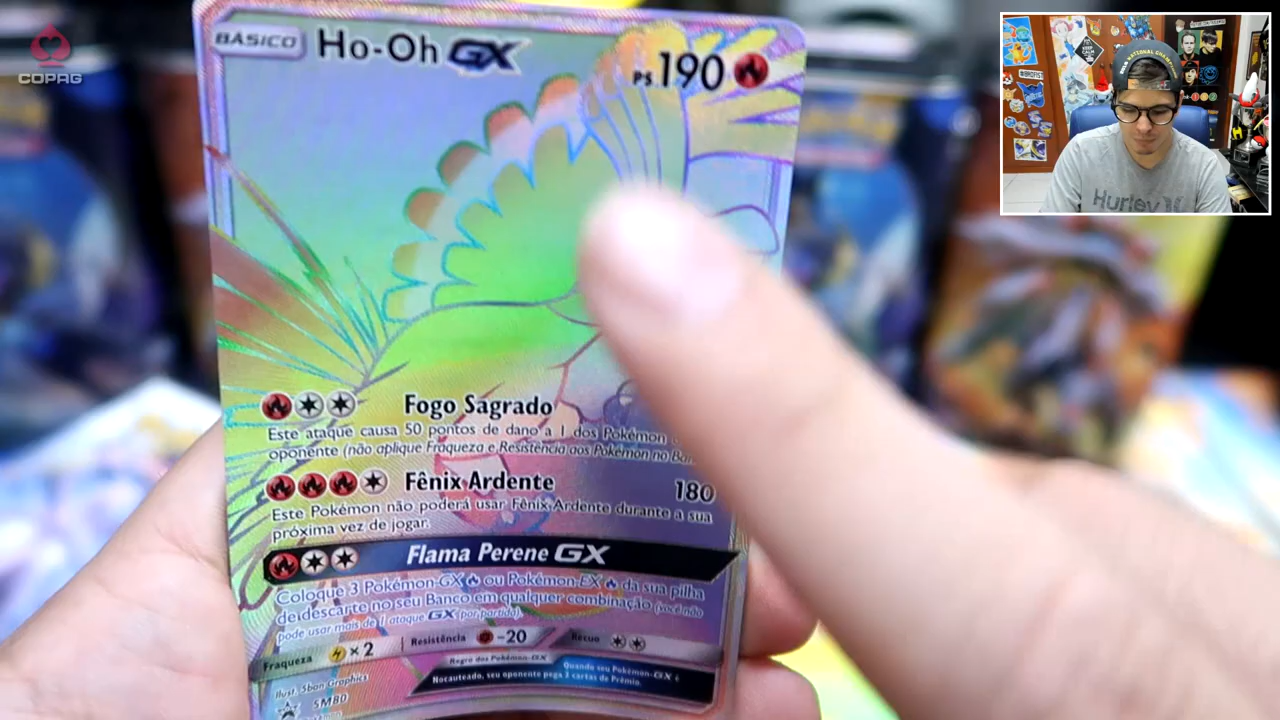 COPAG
BÁSICO
Ho-Oh GX
PS 190
Fogo Sagrado
Este ataque causa 50 pontos de dano a 1 dos Pokémon
oponente (não aplique Fraqueza e Resistência aos Pokémon no
Fênix Ardente 180
Este Pokémon não poderá usar Fênix Ardente durante a sua
próxima vez de jogar.
Flama Perene GX
Coloque 3 Pokémon-GX ou Pokémon-EX da sua pilha
de descarte no seu Banco em qualquer combinação (você não
pode usar mais de 1 ataque GX por partida).
Fraqueza ×2
Resistência -20
Recuo
Regra dos Pokémon-GX
Quando seu Pokémon-GX é
Nocauteado, seu oponente pega 2 cartas de Prêmio.
Ilust. 5ban Graphics
SM80
Hurley